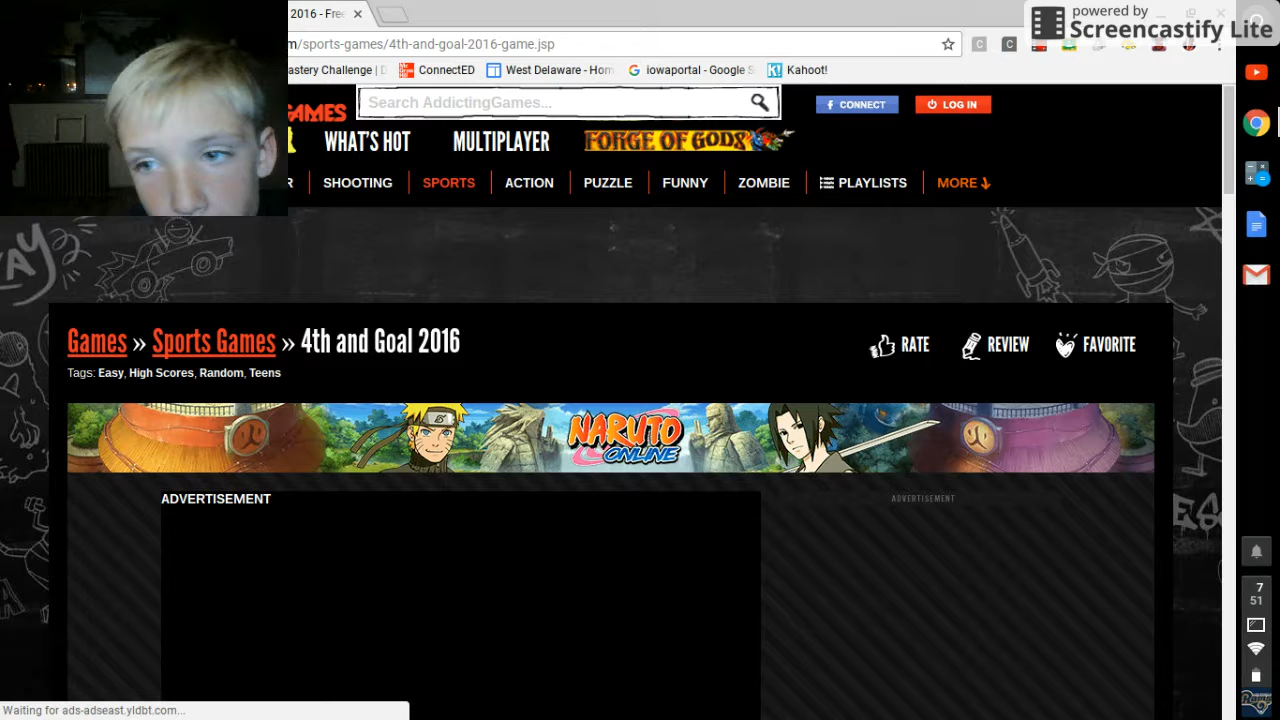 2016 - Free
powered by
Screencastify Lite
m/sports-games/4th-and-goal-2016-game.jsp
astery Challenge | D
ConnectED
West Delaware - Hom
iowaportal - Google S
Kahoot!
GAMES
Search AddictingGames...
f CONNECT
LOG IN
WHAT'S HOT
MULTIPLAYER
FORGE OF GODS
R
SHOOTING
SPORTS
ACTION
PUZZLE
FUNNY
ZOMBIE
PLAYLISTS
MORE
Games » Sports Games » 4th and Goal 2016
RATE
REVIEW
FAVORITE
Tags: Easy, High Scores, Random, Teens
NARUTO
ONLINE
ADVERTISEMENT
ADVERTISEMENT
7
51
Waiting for ads-adseast.yldbt.com...